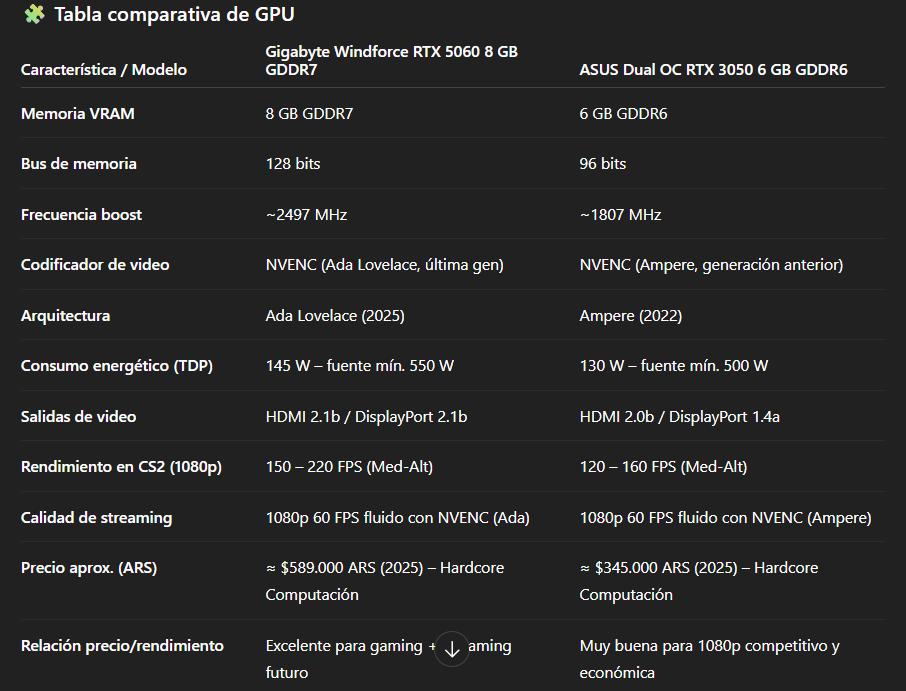 🧩 Tabla comparativa de GPU
Característica / Modelo
Gigabyte Windforce RTX 5060 8 GB
GDDR7
ASUS Dual OC RTX 3050 6 GB GDDR6
Memoria VRAM
8 GB GDDR7
6 GB GDDR6
Bus de memoria
128 bits
96 bits
Frecuencia boost
~2497 MHz
~1807 MHz
Codificador de video
NVENC (Ada Lovelace, última gen)
NVENC (Ampere, generación anterior)
Arquitectura
Ada Lovelace (2025)
Ampere (2022)
Consumo energético (TDP)
145 W – fuente mín. 550 W
130 W – fuente mín. 500 W
Salidas de video
HDMI 2.1b / DisplayPort 2.1b
HDMI 2.0b / DisplayPort 1.4a
Rendimiento en CS2 (1080p)
150 – 220 FPS (Med-Alt)
120 – 160 FPS (Med-Alt)
Calidad de streaming
1080p 60 FPS fluido con NVENC (Ada)
1080p 60 FPS fluido con NVENC (Ampere)
Precio aprox. (ARS)
≈ $589.000 ARS (2025) – Hardcore
Computación
≈ $345.000 ARS (2025) – Hardcore
Computación
Relación precio/rendimiento
Excelente para gaming + aming
futuro
Muy buena para 1080p competitivo y
económica